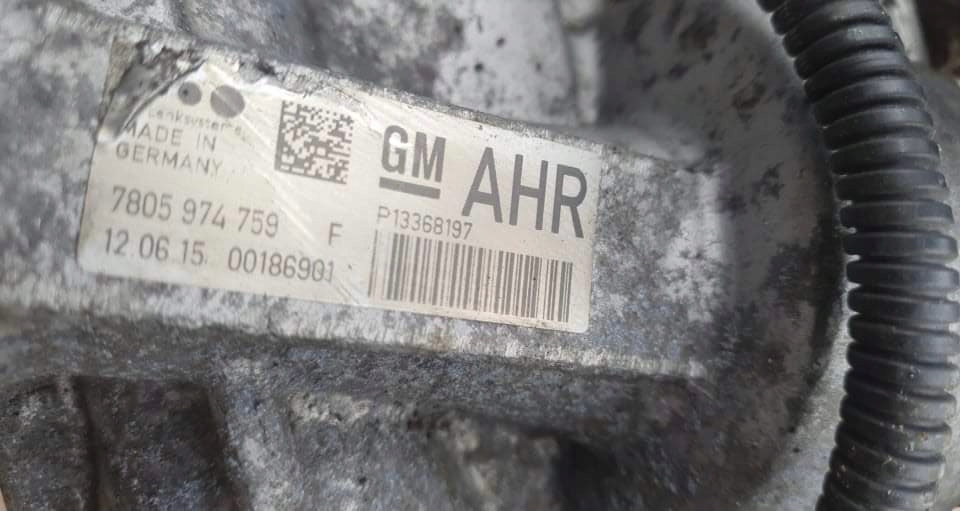 Lenksysteme
MADE IN
GERMANY
7805 974 759 F
12.06.15 00186901
GM AHR
P13368197